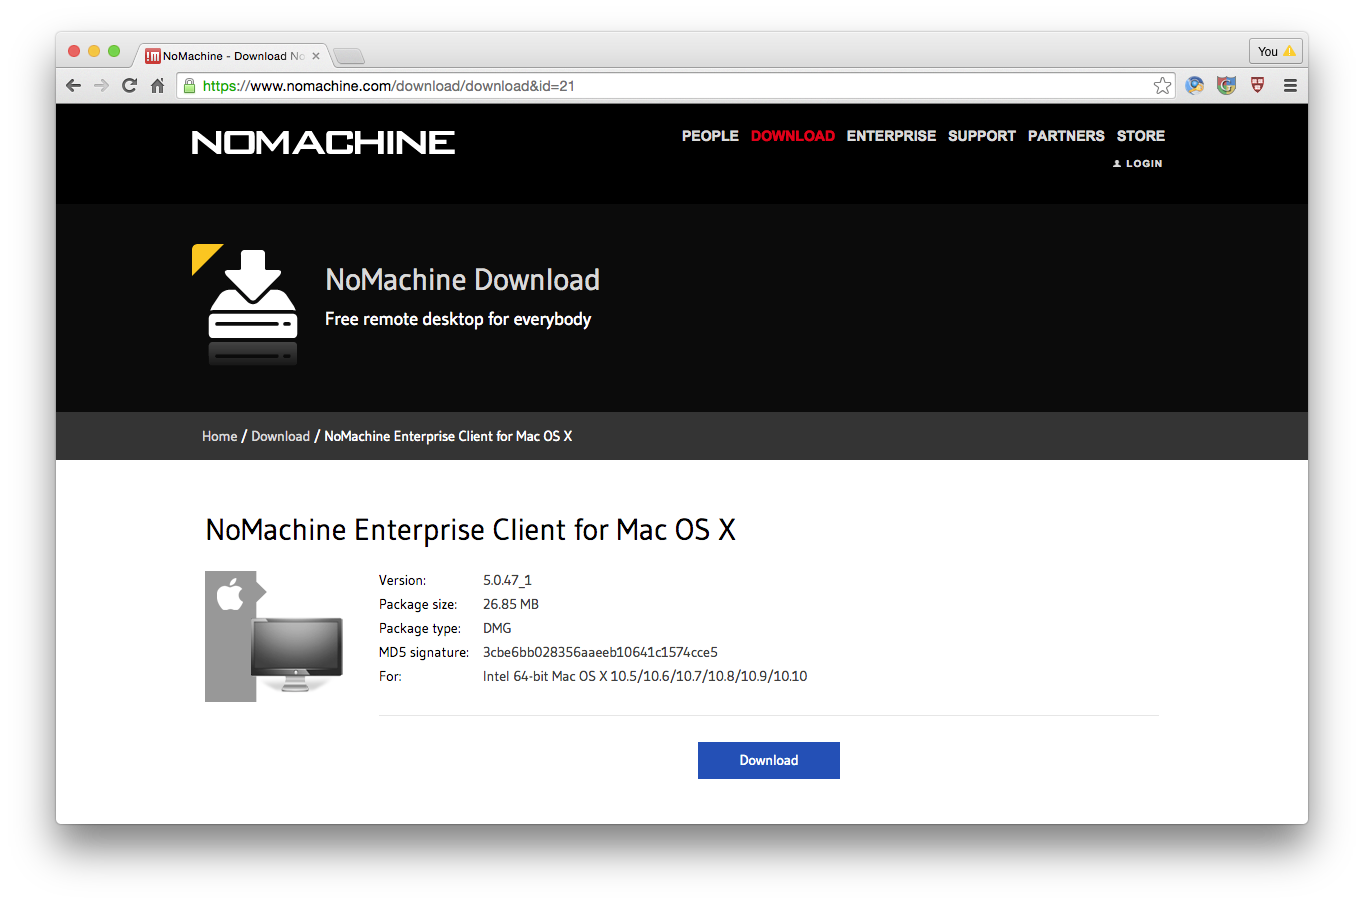 NoMachine - Download No
You
https://www.nomachine.com/download/download&id=21
NOMACHINE
PEOPLE DOWNLOAD ENTERPRISE SUPPORT PARTNERS STORE
LOGIN
NoMachine Download
Free remote desktop for everybody
Home / Download / NoMachine Enterprise Client for Mac OS X
NoMachine Enterprise Client for Mac OS X
Version: 5.0.47_1
Package size: 26.85 MB
Package type: DMG
MD5 signature: 3cbe6bb028356aaeeb10641c1574cce5
For: Intel 64-bit Mac OS X 10.5/10.6/10.7/10.8/10.9/10.10
Download